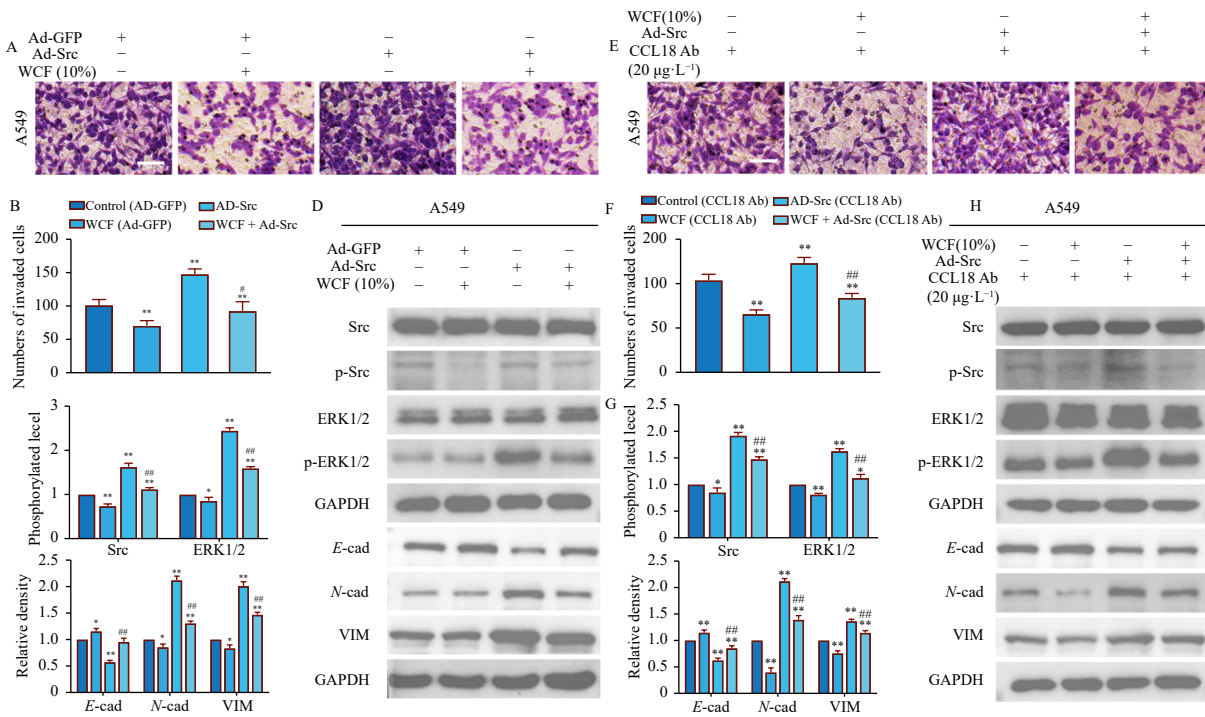 A
Ad-GFP + + − −
Ad-Src − − + +
WCF (10%) − + − +
A549
E
WCF(10%) − + − +
Ad-Src − − + +
CCL18 Ab + + + +
(20 μg·L⁻¹)
A549
B
Control (AD-GFP) AD-Src
WCF (Ad-GFP) WCF + Ad-Src
Numbers of invaded cells
200
150
100
50
0
** ** # **
Phosphorylated lecel
3
2
1
0
** ** ## ** * ** ## **
Src ERK1/2
Relative density
2.5
2.0
1.5
1.0
0.5
0
* ** ## * ** ## ** * ** ## **
E-cad N-cad VIM
D
A549
Ad-GFP + + − −
Ad-Src − − + +
WCF (10%) − + − +
Src
p-Src
ERK1/2
p-ERK1/2
GAPDH
E-cad
N-cad
VIM
GAPDH
F
Control (CCL18 Ab) AD-Src (CCL18 Ab)
WCF (CCL18 Ab) WCF + Ad-Src (CCL18 Ab)
Numbers of invaded cells
200
150
100
50
0
** ** ## **
G
Phosphorylated lecel
2.5
2.0
1.5
1.0
0.5
0
* ** ## ** ** ** ## *
Src ERK1/2
Relative density
2.5
2.0
1.5
1.0
0.5
0
** ** ## ** ** ** ## ** ** ** ## **
E-cad N-cad VIM
H
A549
WCF(10%) − + − +
Ad-Src − − + +
CCL18 Ab + + + +
(20 μg·L⁻¹)
Src
p-Src
ERK1/2
p-ERK1/2
GAPDH
E-cad
N-cad
VIM
GAPDH